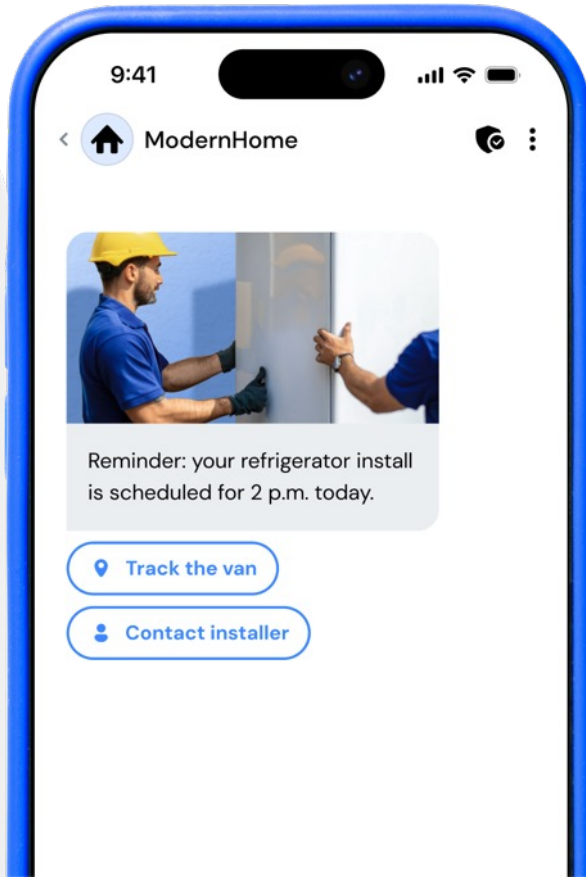 9:41
ModernHome
Reminder: your refrigerator install
is scheduled for 2 p.m. today.
Track the van
Contact installer